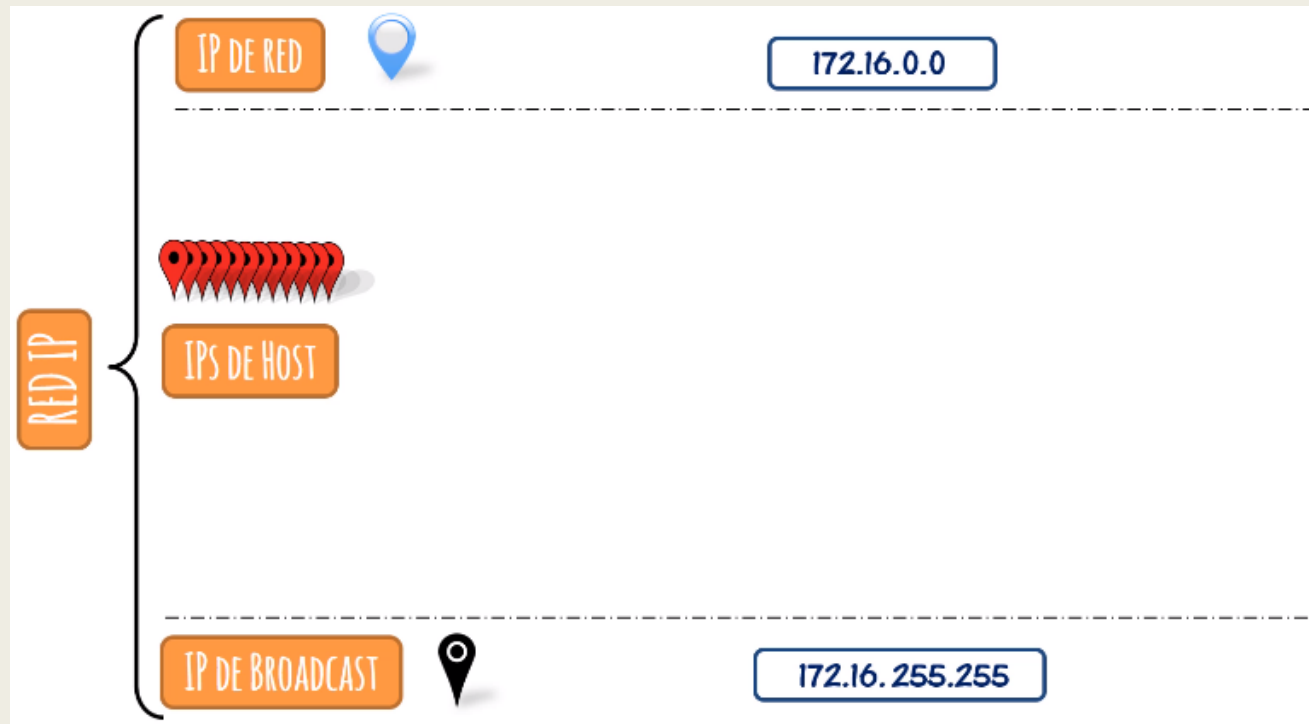 IP DE RED
172.16.0.0
RED IP
IPS DE HOST
IP DE BROADCAST
172.16.255.255